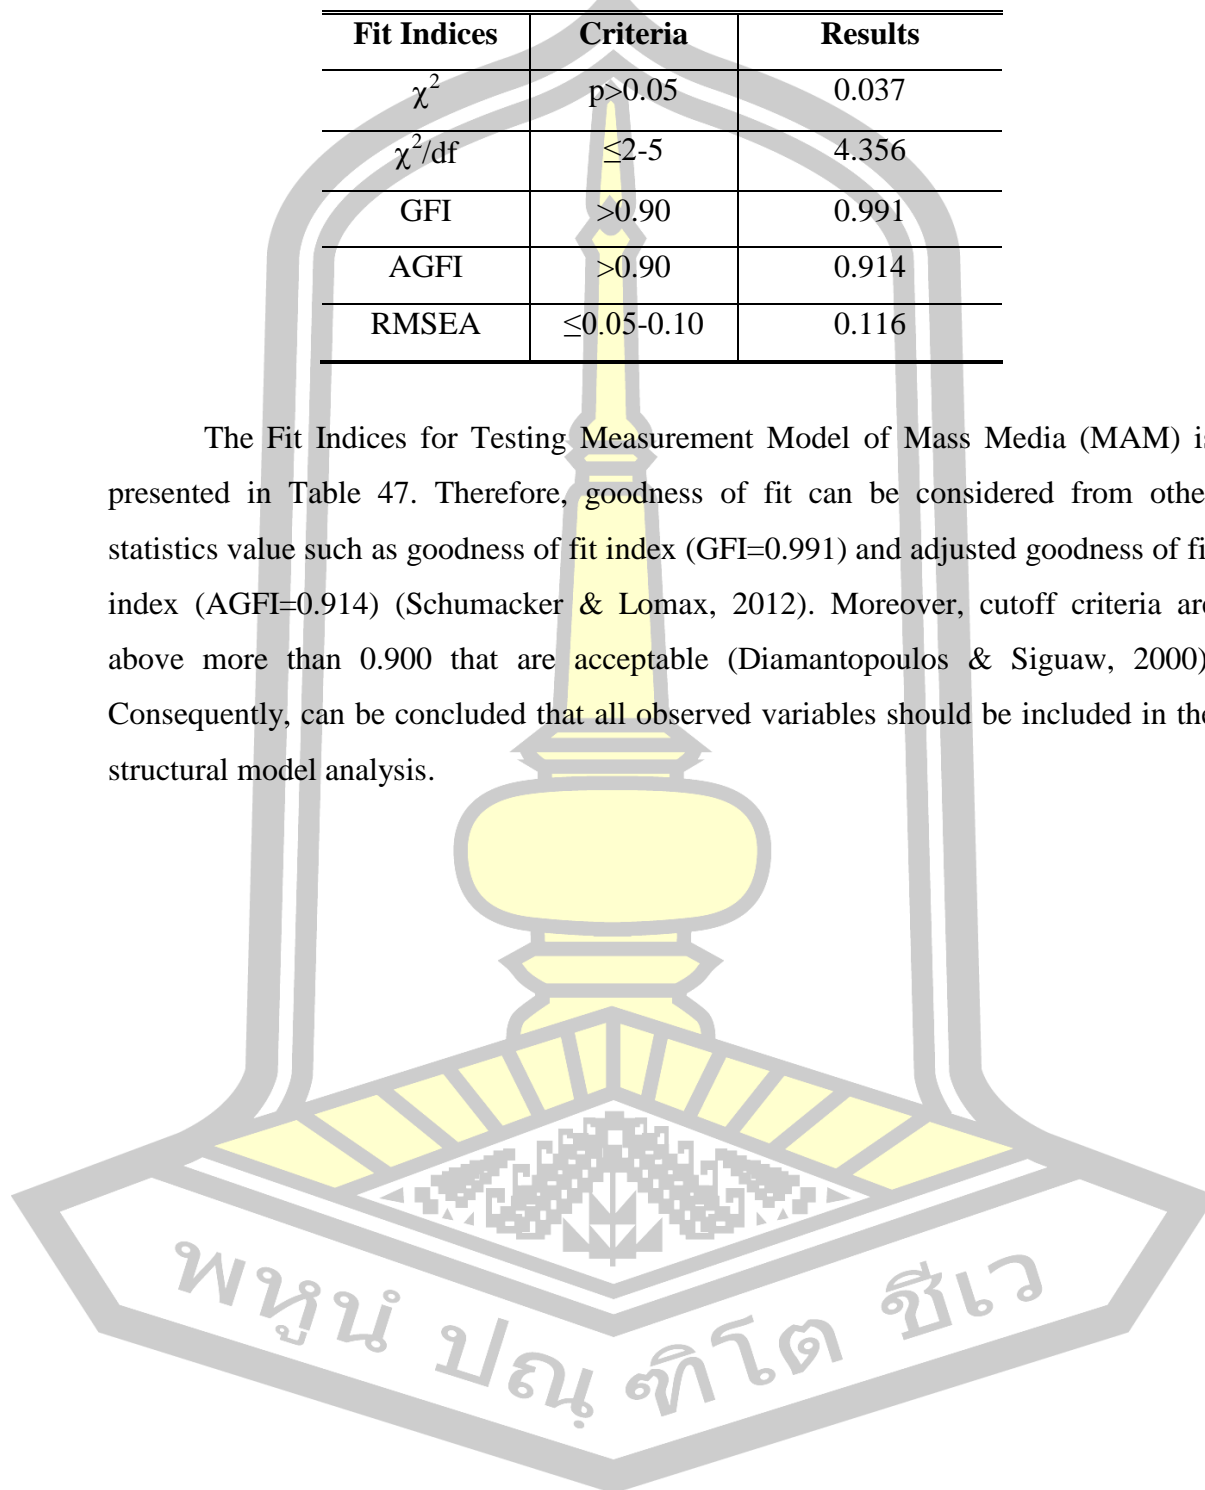 Fit Indices Criteria Results
χ² p>0.05 0.037
χ²/df ≤2-5 4.356
GFI >0.90 0.991
AGFI >0.90 0.914
RMSEA ≤0.05-0.10 0.116
The Fit Indices for Testing Measurement Model of Mass Media (MAM) is
presented in Table 47. Therefore, goodness of fit can be considered from othe
statistics value such as goodness of fit index (GFI=0.991) and adjusted goodness of fi
index (AGFI=0.914) (Schumacker & Lomax, 2012). Moreover, cutoff criteria are
above more than 0.900 that are acceptable (Diamantopoulos & Siguaw, 2000)
Consequently, can be concluded that all observed variables should be included in the
structural model analysis.
พหูนํ ปณฺฑิโต ชีเว